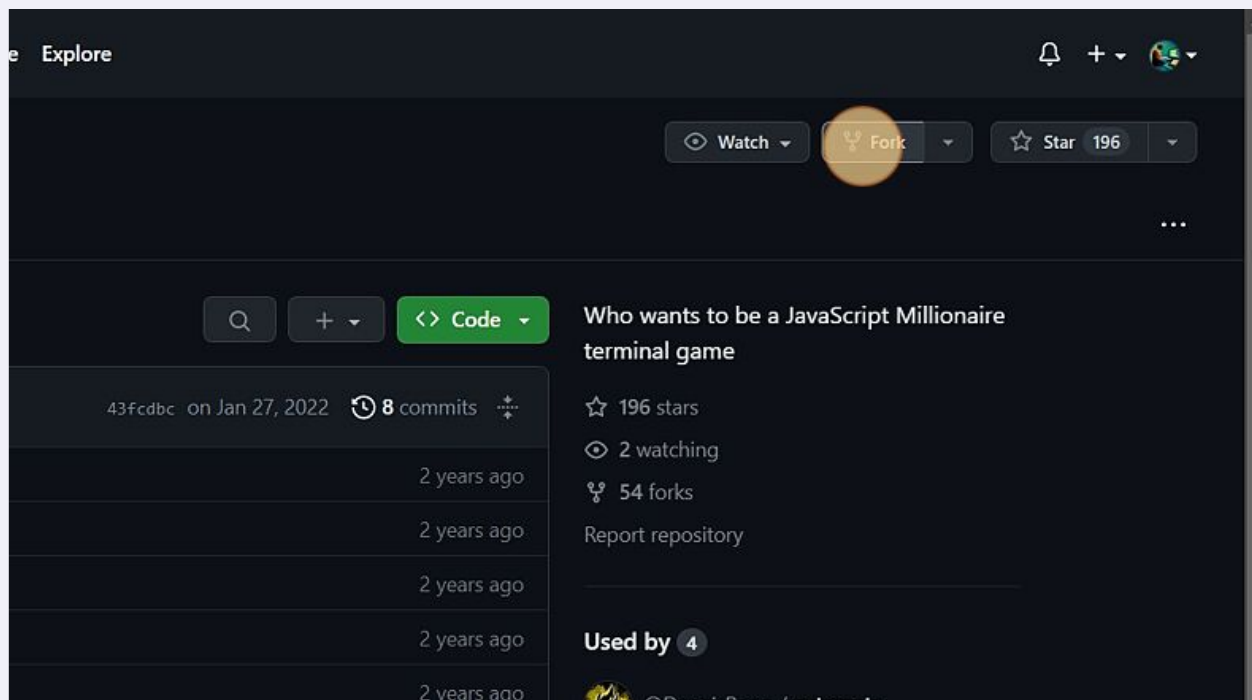 e Explore
Watch Fork Star 196
Code
Who wants to be a JavaScript Millionaire
terminal game
43fcdbc on Jan 27, 2022 8 commits
196 stars
2 watching
2 years ago
54 forks
2 years ago
Report repository
2 years ago
2 years ago
Used by 4
2 years ago